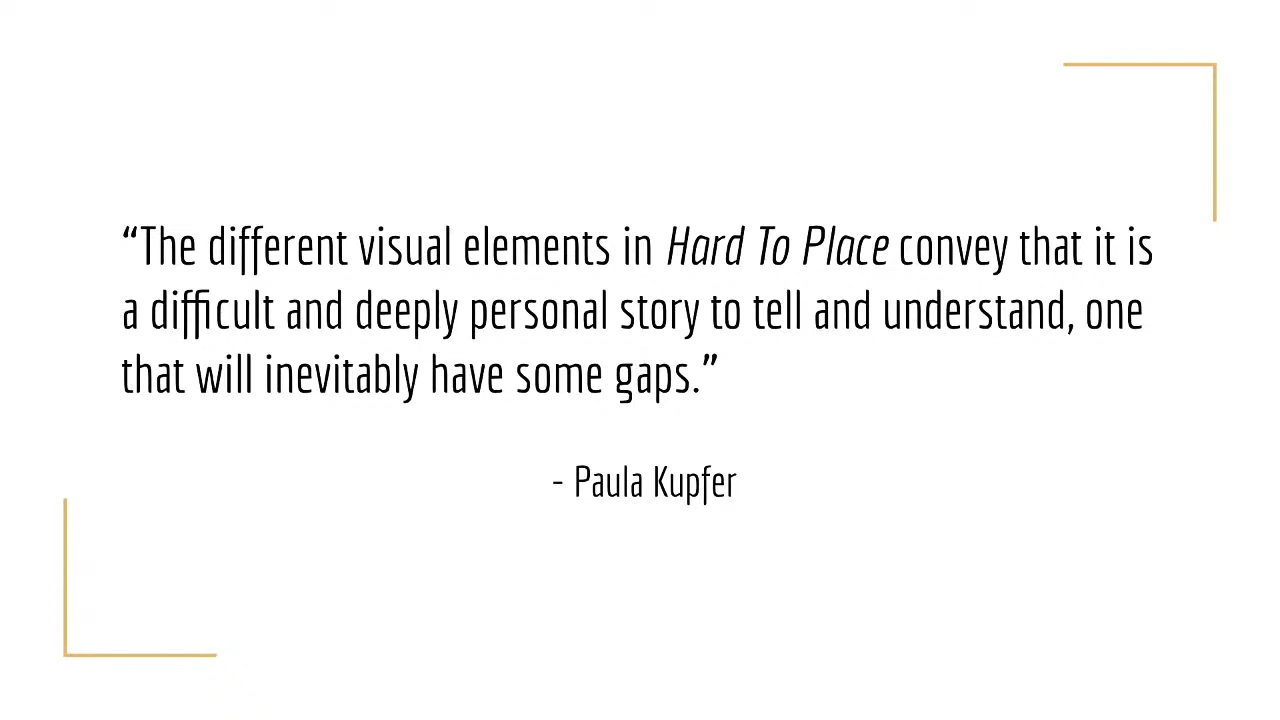 “The different visual elements in Hard To Place convey that it is
a difficult and deeply personal story to tell and understand, one
that will inevitably have some gaps.”
- Paula Kupfer